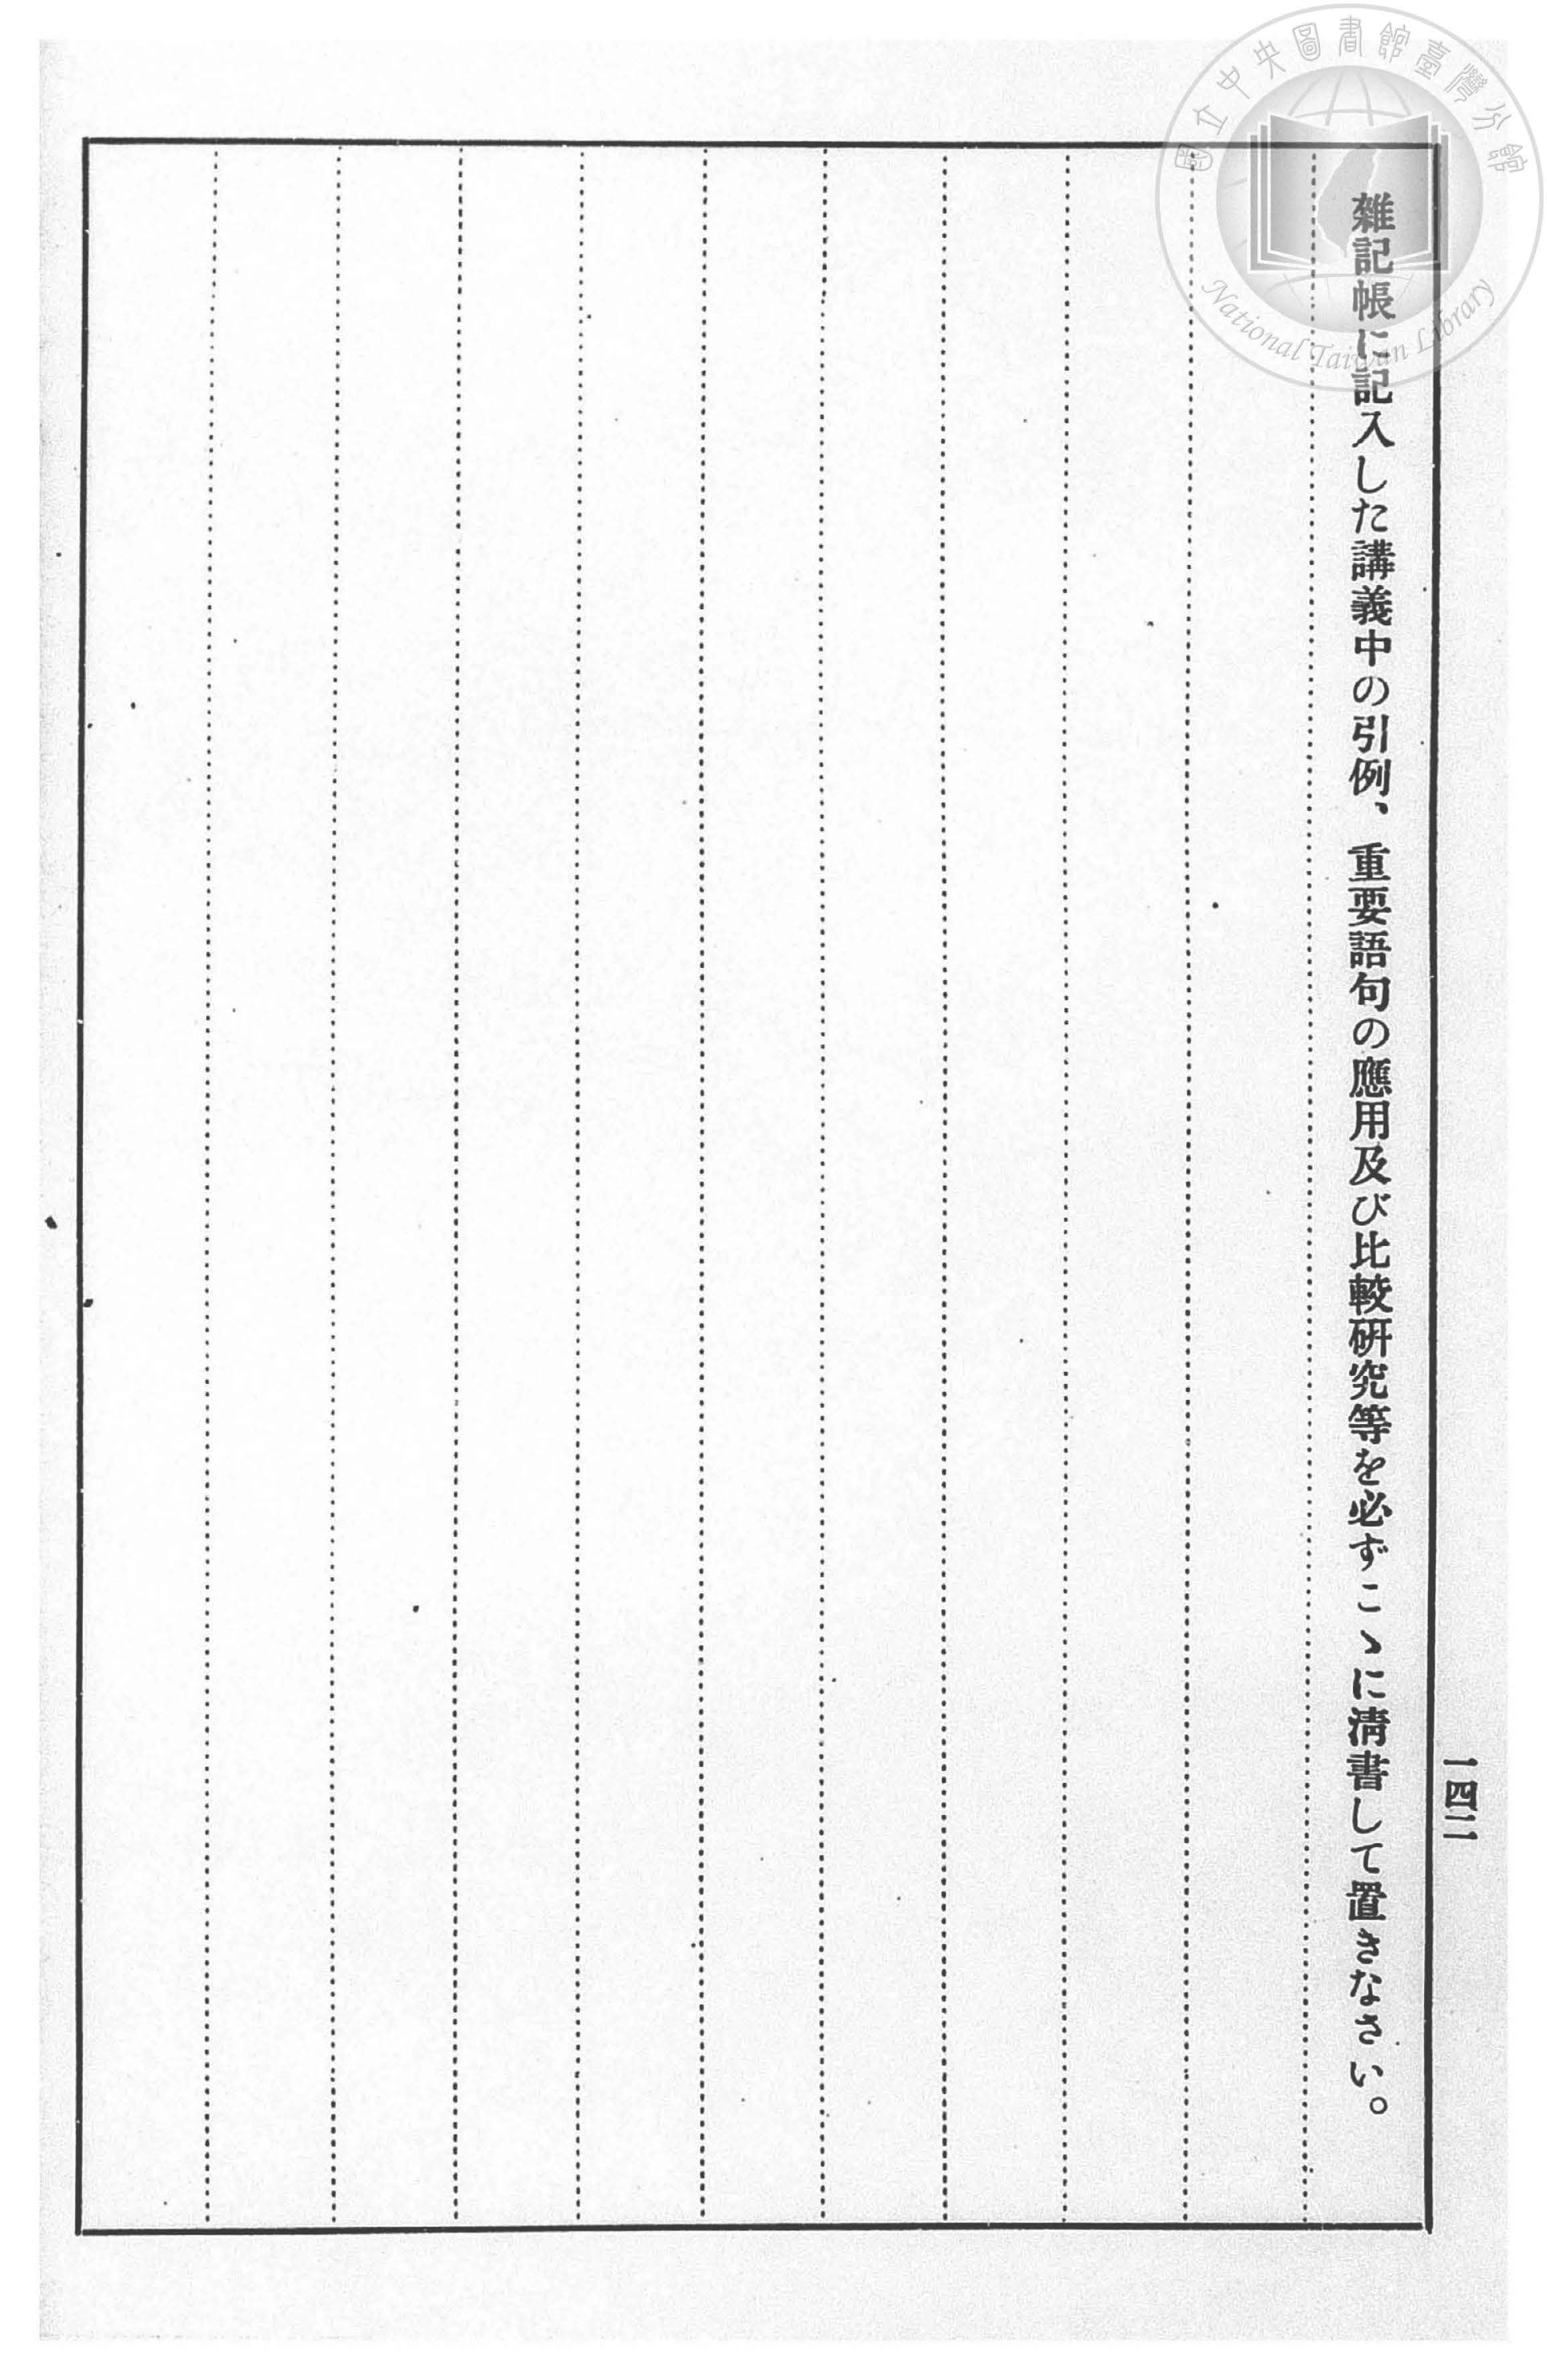 雑記帳に記入した講義中の引例、重要語句の應用及び比較研究等を必ずこゝに淸書して置きなさい。
一四二
國立中央圖書館臺灣分館
National Taiwan Library